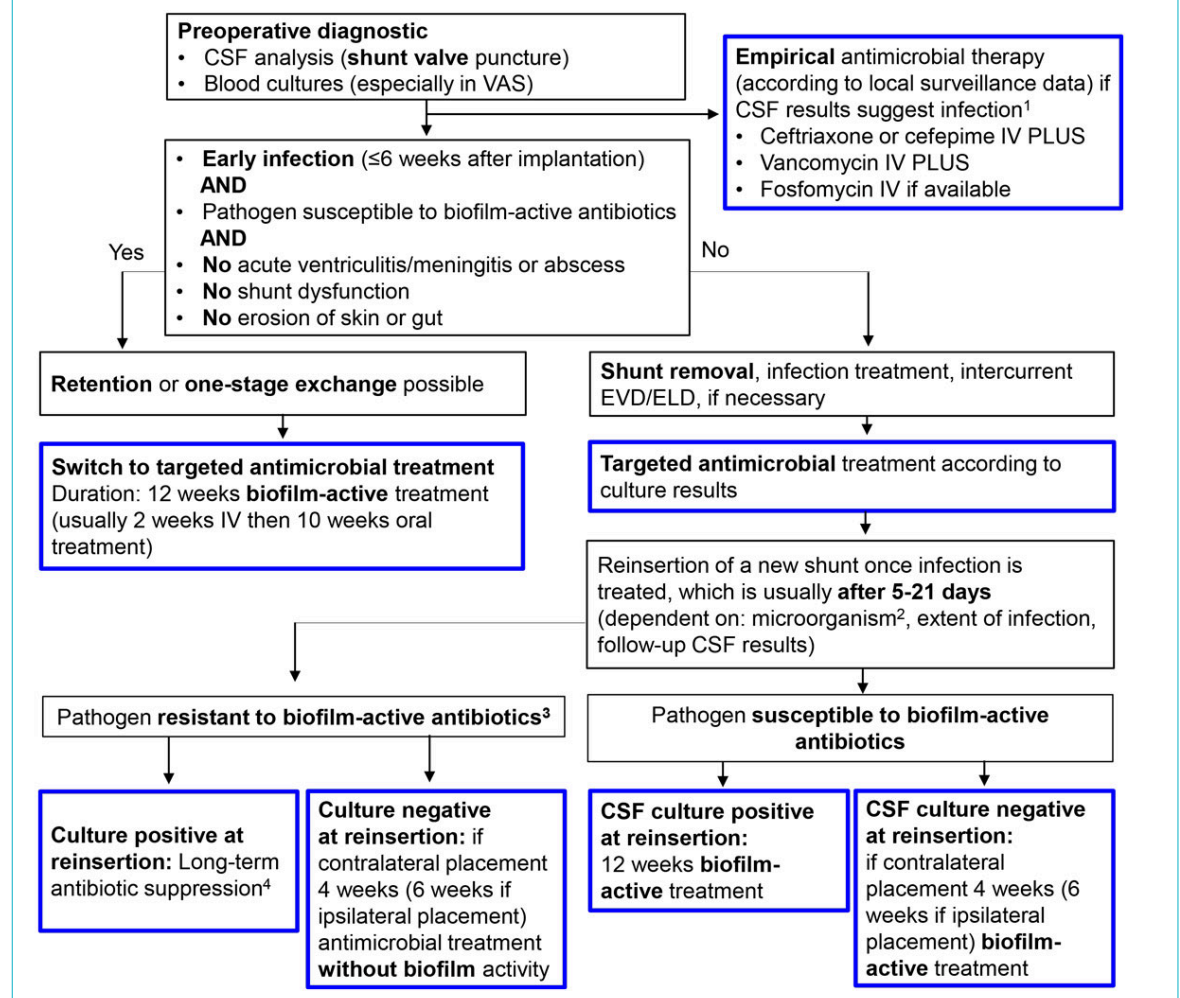 Preoperative diagnostic
• CSF analysis (shunt valve puncture)
• Blood cultures (especially in VAS)
Empirical antimicrobial therapy
(according to local surveillance data) if
CSF results suggest infection¹
• Ceftriaxone or cefepime IV PLUS
• Vancomycin IV PLUS
• Fosfomycin IV if available
• Early infection (≤6 weeks after implantation)
AND
• Pathogen susceptible to biofilm-active antibiotics
AND
• No acute ventriculitis/meningitis or abscess
• No shunt dysfunction
• No erosion of skin or gut
Yes
No
Retention or one-stage exchange possible
Switch to targeted antimicrobial treatment
Duration: 12 weeks biofilm-active treatment
(usually 2 weeks IV then 10 weeks oral
treatment)
Shunt removal, infection treatment, intercurrent
EVD/ELD, if necessary
Targeted antimicrobial treatment according to
culture results
Reinsertion of a new shunt once infection is
treated, which is usually after 5-21 days
(dependent on: microorganism², extent of infection,
follow-up CSF results)
Pathogen resistant to biofilm-active antibiotics³
Culture positive at
reinsertion: Long-term
antibiotic suppression⁴
Culture negative
at reinsertion: if
contralateral placement
4 weeks (6 weeks if
ipsilateral placement)
antimicrobial treatment
without biofilm activity
Pathogen susceptible to biofilm-active
antibiotics
CSF culture positive
at reinsertion:
12 weeks biofilm-
active treatment
CSF culture negative
at reinsertion:
if contralateral
placement 4 weeks (6
weeks if ipsilateral
placement) biofilm-
active treatment